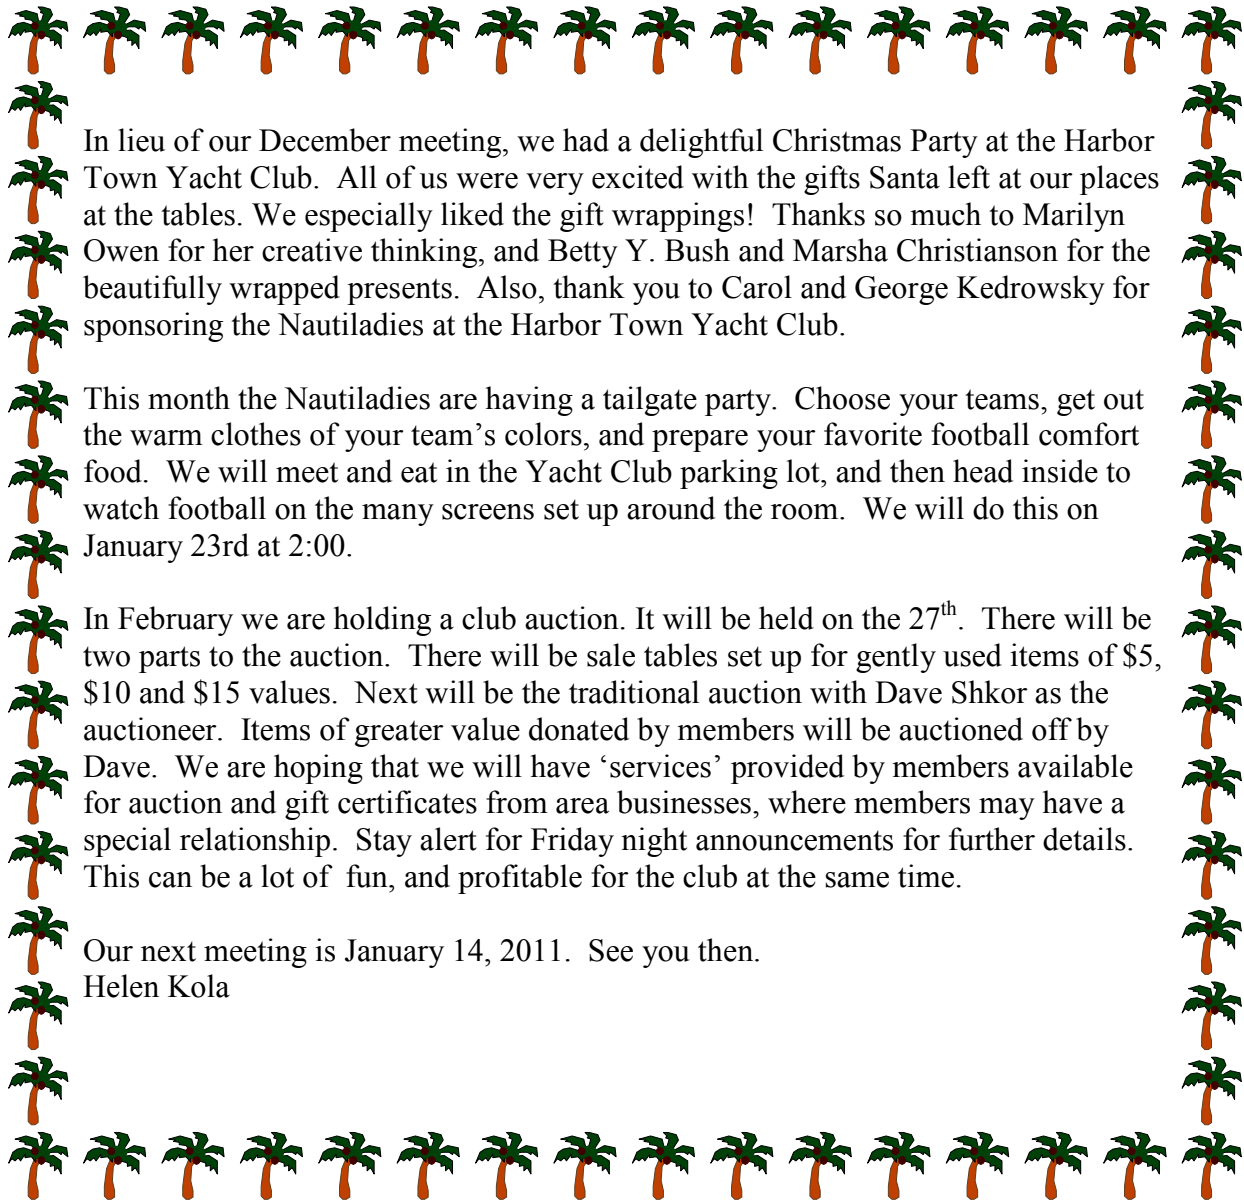 In lieu of our December meeting, we had a delightful Christmas Party at the Harbor
Town Yacht Club.  All of us were very excited with the gifts Santa left at our places
at the tables. We especially liked the gift wrappings!  Thanks so much to Marilyn
Owen for her creative thinking, and Betty Y. Bush and Marsha Christianson for the
beautifully wrapped presents.  Also, thank you to Carol and George Kedrowsky for
sponsoring the Nautiladies at the Harbor Town Yacht Club.

This month the Nautiladies are having a tailgate party.  Choose your teams, get out
the warm clothes of your team’s colors, and prepare your favorite football comfort
food.  We will meet and eat in the Yacht Club parking lot, and then head inside to
watch football on the many screens set up around the room.  We will do this on
January 23rd at 2:00.

In February we are holding a club auction. It will be held on the 27th.  There will be
two parts to the auction.  There will be sale tables set up for gently used items of $5,
$10 and $15 values.  Next will be the traditional auction with Dave Shkor as the
auctioneer.  Items of greater value donated by members will be auctioned off by
Dave.  We are hoping that we will have ‘services’ provided by members available
for auction and gift certificates from area businesses, where members may have a
special relationship.  Stay alert for Friday night announcements for further details.
This can be a lot of  fun, and profitable for the club at the same time.

Our next meeting is January 14, 2011.  See you then.
Helen Kola